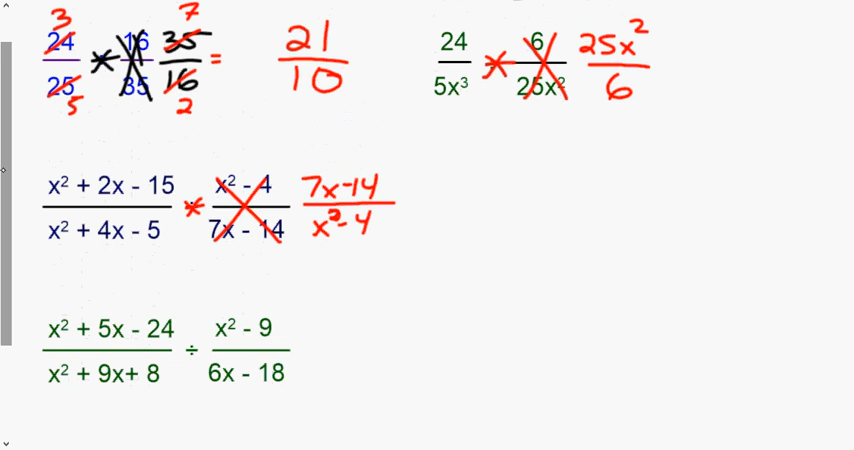 3 7
24/25 * 16/35 35/16 = 21/10
5 2
24/5x³ * 6/25x² 25x²/6
x² + 2x - 15 / x² + 4x - 5 * x² - 4 / 7x - 14 7x-14 / x²-4
x² + 5x - 24 / x² + 9x+ 8 ÷ x² - 9 / 6x - 18